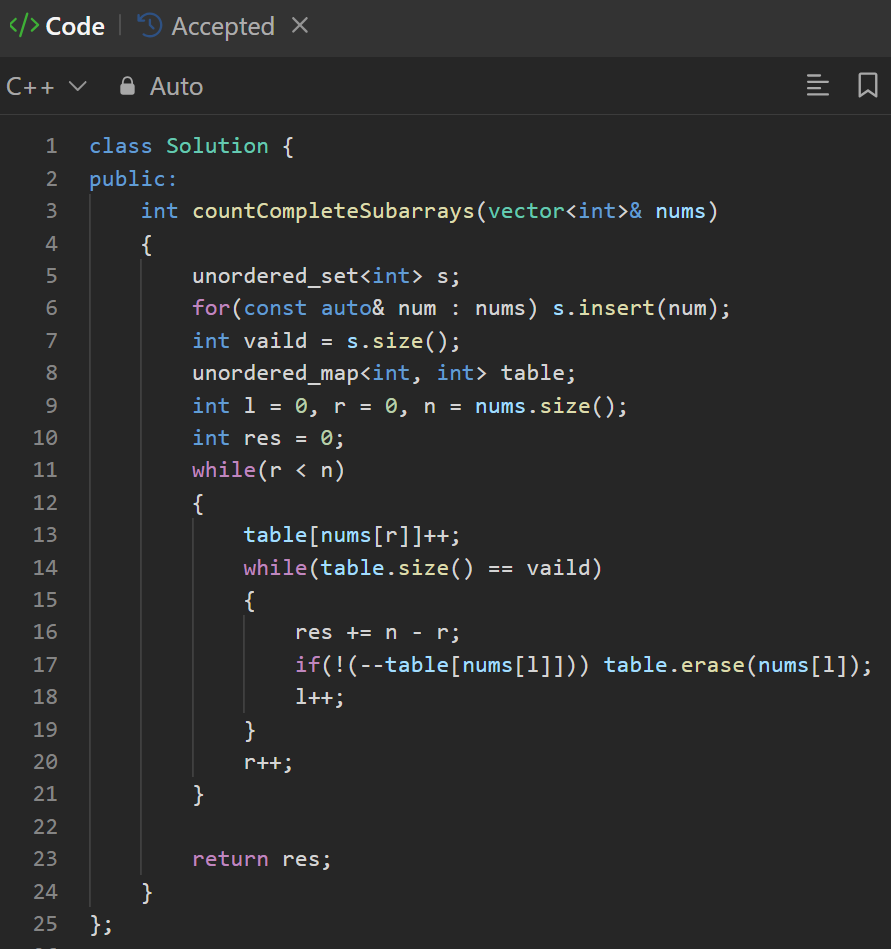 </> Code | Accepted ×
C++ Auto
1 class Solution {
2 public:
3     int countCompleteSubarrays(vector<int>& nums)
4     {
5         unordered_set<int> s;
6         for(const auto& num : nums) s.insert(num);
7         int vaild = s.size();
8         unordered_map<int, int> table;
9         int l = 0, r = 0, n = nums.size();
10         int res = 0;
11         while(r < n)
12         {
13             table[nums[r]]++;
14             while(table.size() == vaild)
15             {
16                 res += n - r;
17                 if(!(--table[nums[l]])) table.erase(nums[l]);
18                 l++;
19             }
20             r++;
21         }
22
23         return res;
24     }
25 };